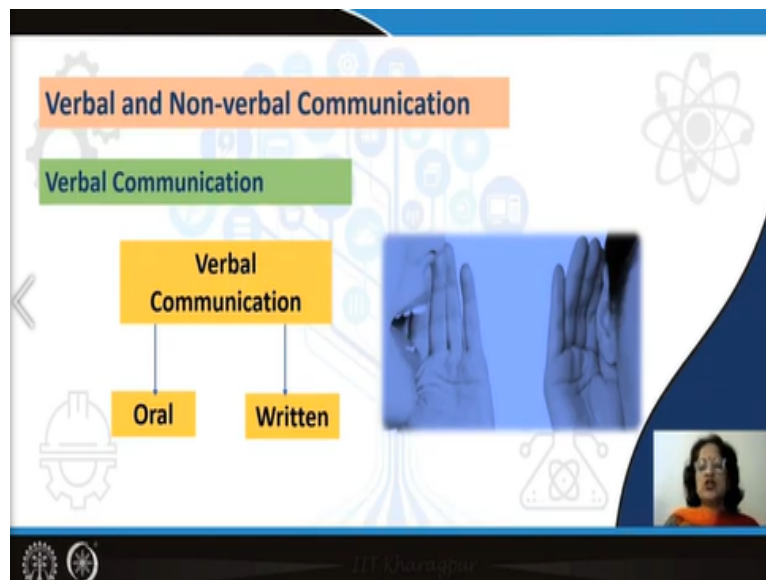 Verbal and Non-verbal Communication
Verbal Communication
Verbal
Communication
Oral
Written
IIT Kharagpur